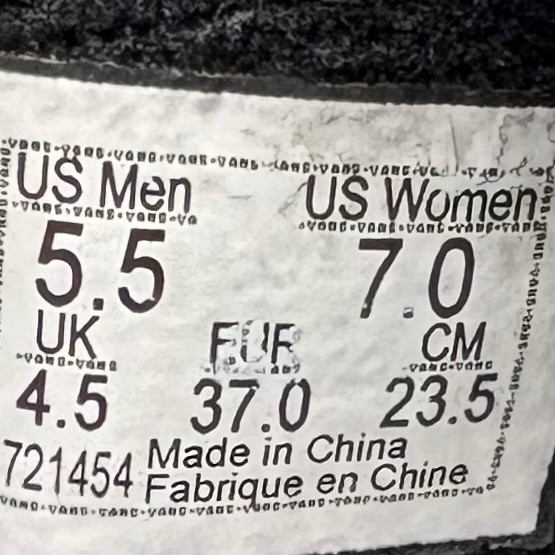 US Men US Women
5.5 7.0
UK EUR CM
4.5 37.0 23.5
721454 Made in China
Fabrique en Chine